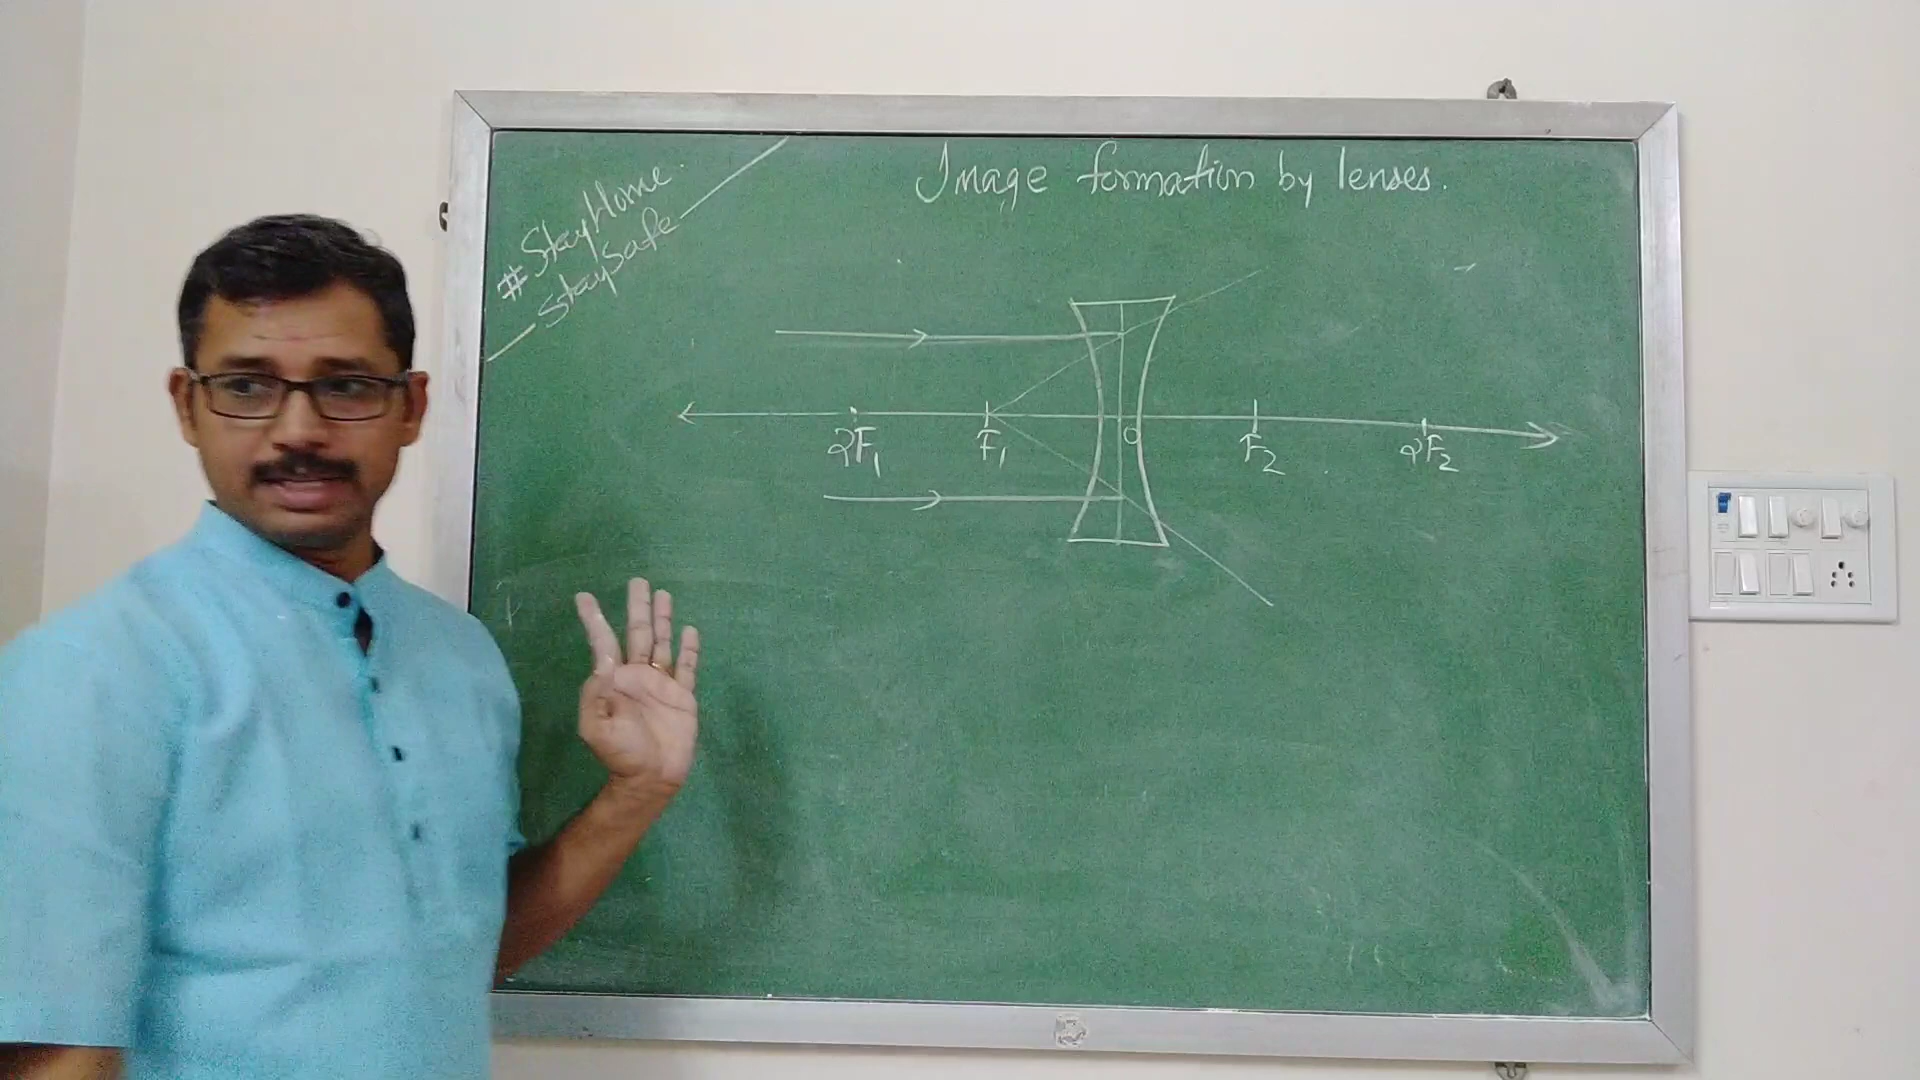 Image formation by lenses.
#StayHome.
StaySafe
2F₁ F₁ O F₂ 2F₂